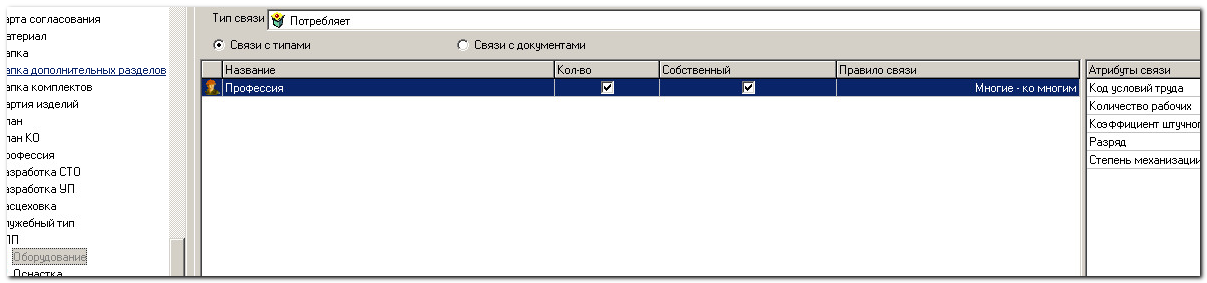 арта согласования
атериал
апка
апка дополнительных разделов
апка комплектов
артия изделий
лан
лан КО
рофессия
азработка СТО
азработка УП
асцеховка
лужебный тип
ПП
Оборудование
Оснастка
Тип связи Потребляет
Связи с типами Связи с документами
Название Кол-во Собственный Правило связи
Профессия Многие - ко многим
Атрибуты связи
Код условий труда
Количество рабочих
Коэффициент штучног
Разряд
Степень механизации